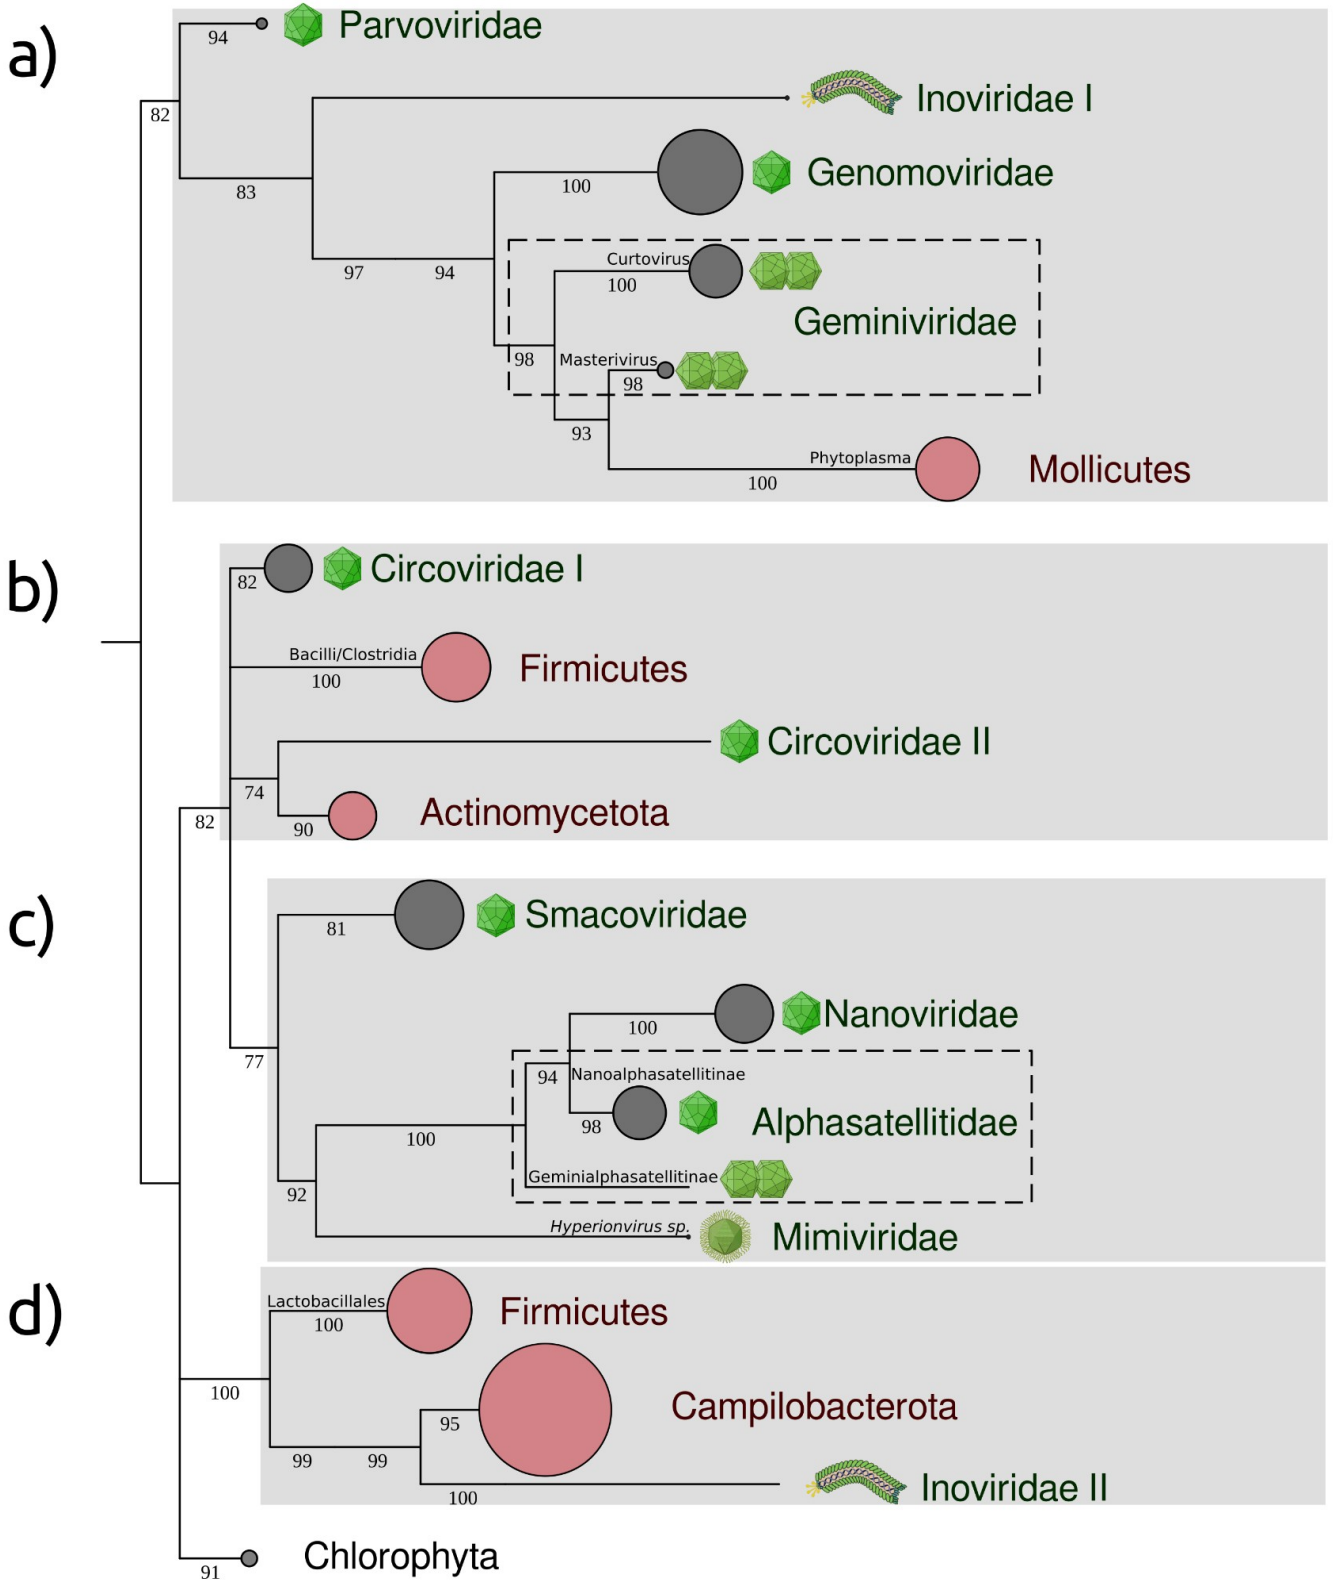 a)
94
Parvoviridae
82
Inoviridae I
83
100
Genomoviridae
97
94
Curtovirus
100
Geminiviridae
98
Masterivirus
98
93
Phytoplasma
100
Mollicutes
b)
82
Circoviridae I
Bacilli/Clostridia
100
Firmicutes
Circoviridae II
74
82
90
Actinomycetota
c)
81
Smacoviridae
100
Nanoviridae
77
94
Nanoalphasatellitinae
98
Alphasatellitidae
100
92
Geminialphasatellitinae
Hyperionvirus sp.
Mimiviridae
d)
Lactobacillales
100
Firmicutes
100
95
Campilobacterota
99
99
100
Inoviridae II
91
Chlorophyta